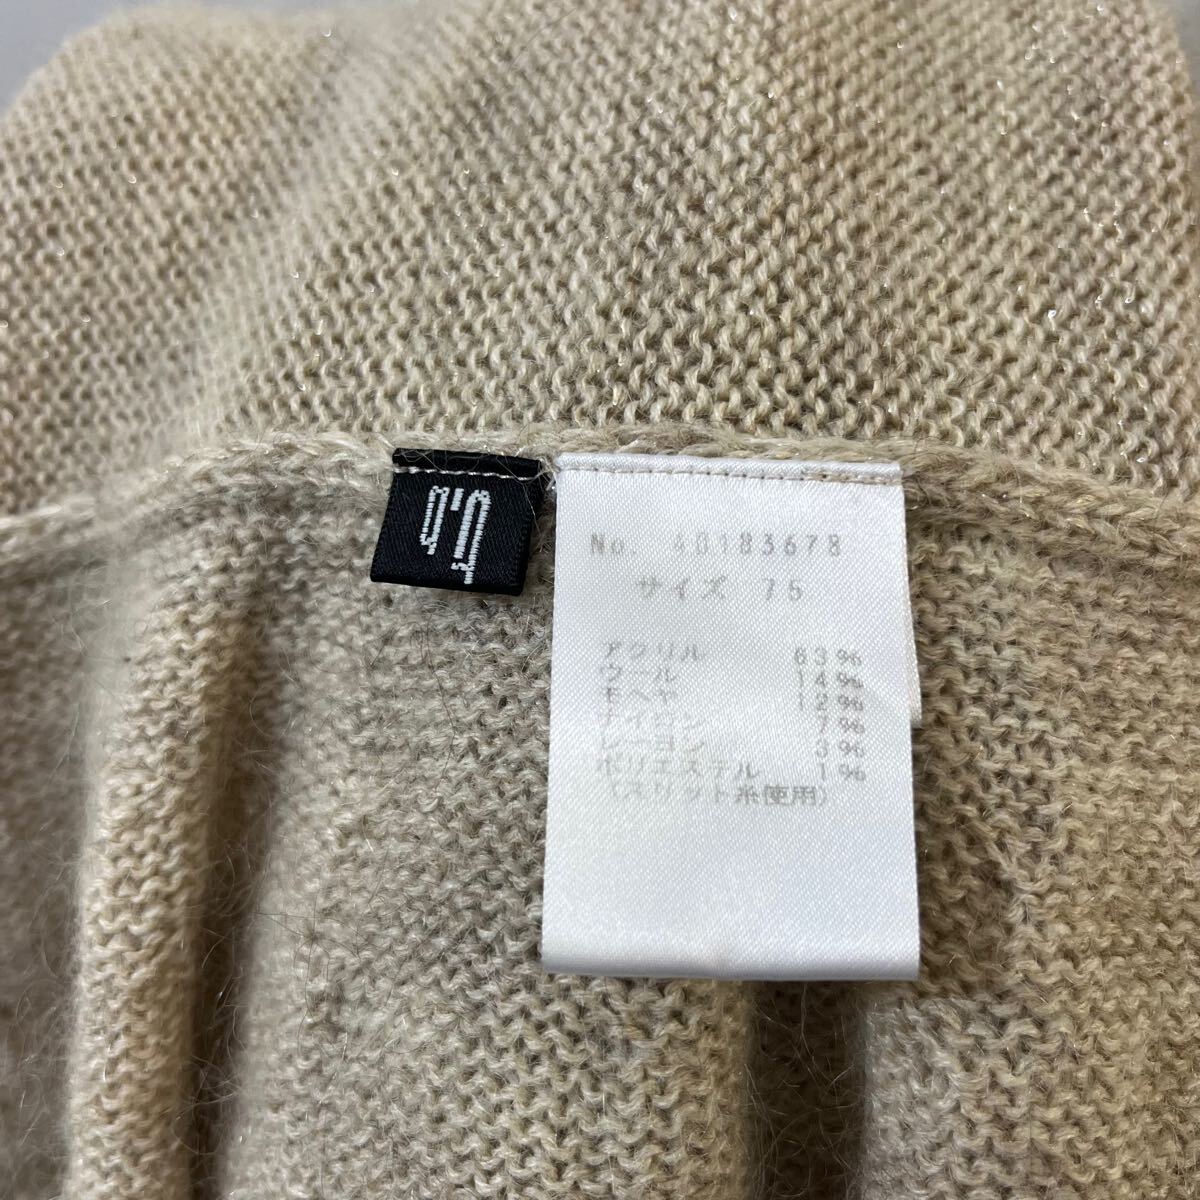 No 40383678
サイズ 75
アクリル 63%
ウール 14%
モヘヤ 12%
ナイロン 7%
レーヨン 3%
ポリエステル 1%
(スリット糸使用)